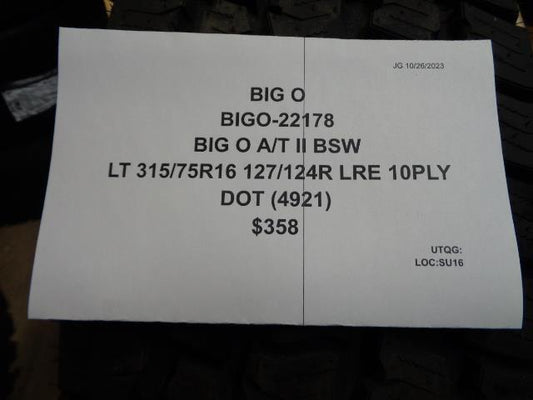 JG 10/26/2023
BIG O
BIGO-22178
BIG O A/T II BSW
LT 315/75R16 127/124R LRE 10PLY
DOT (4921)
$358
UTQG:
LOC:SU16